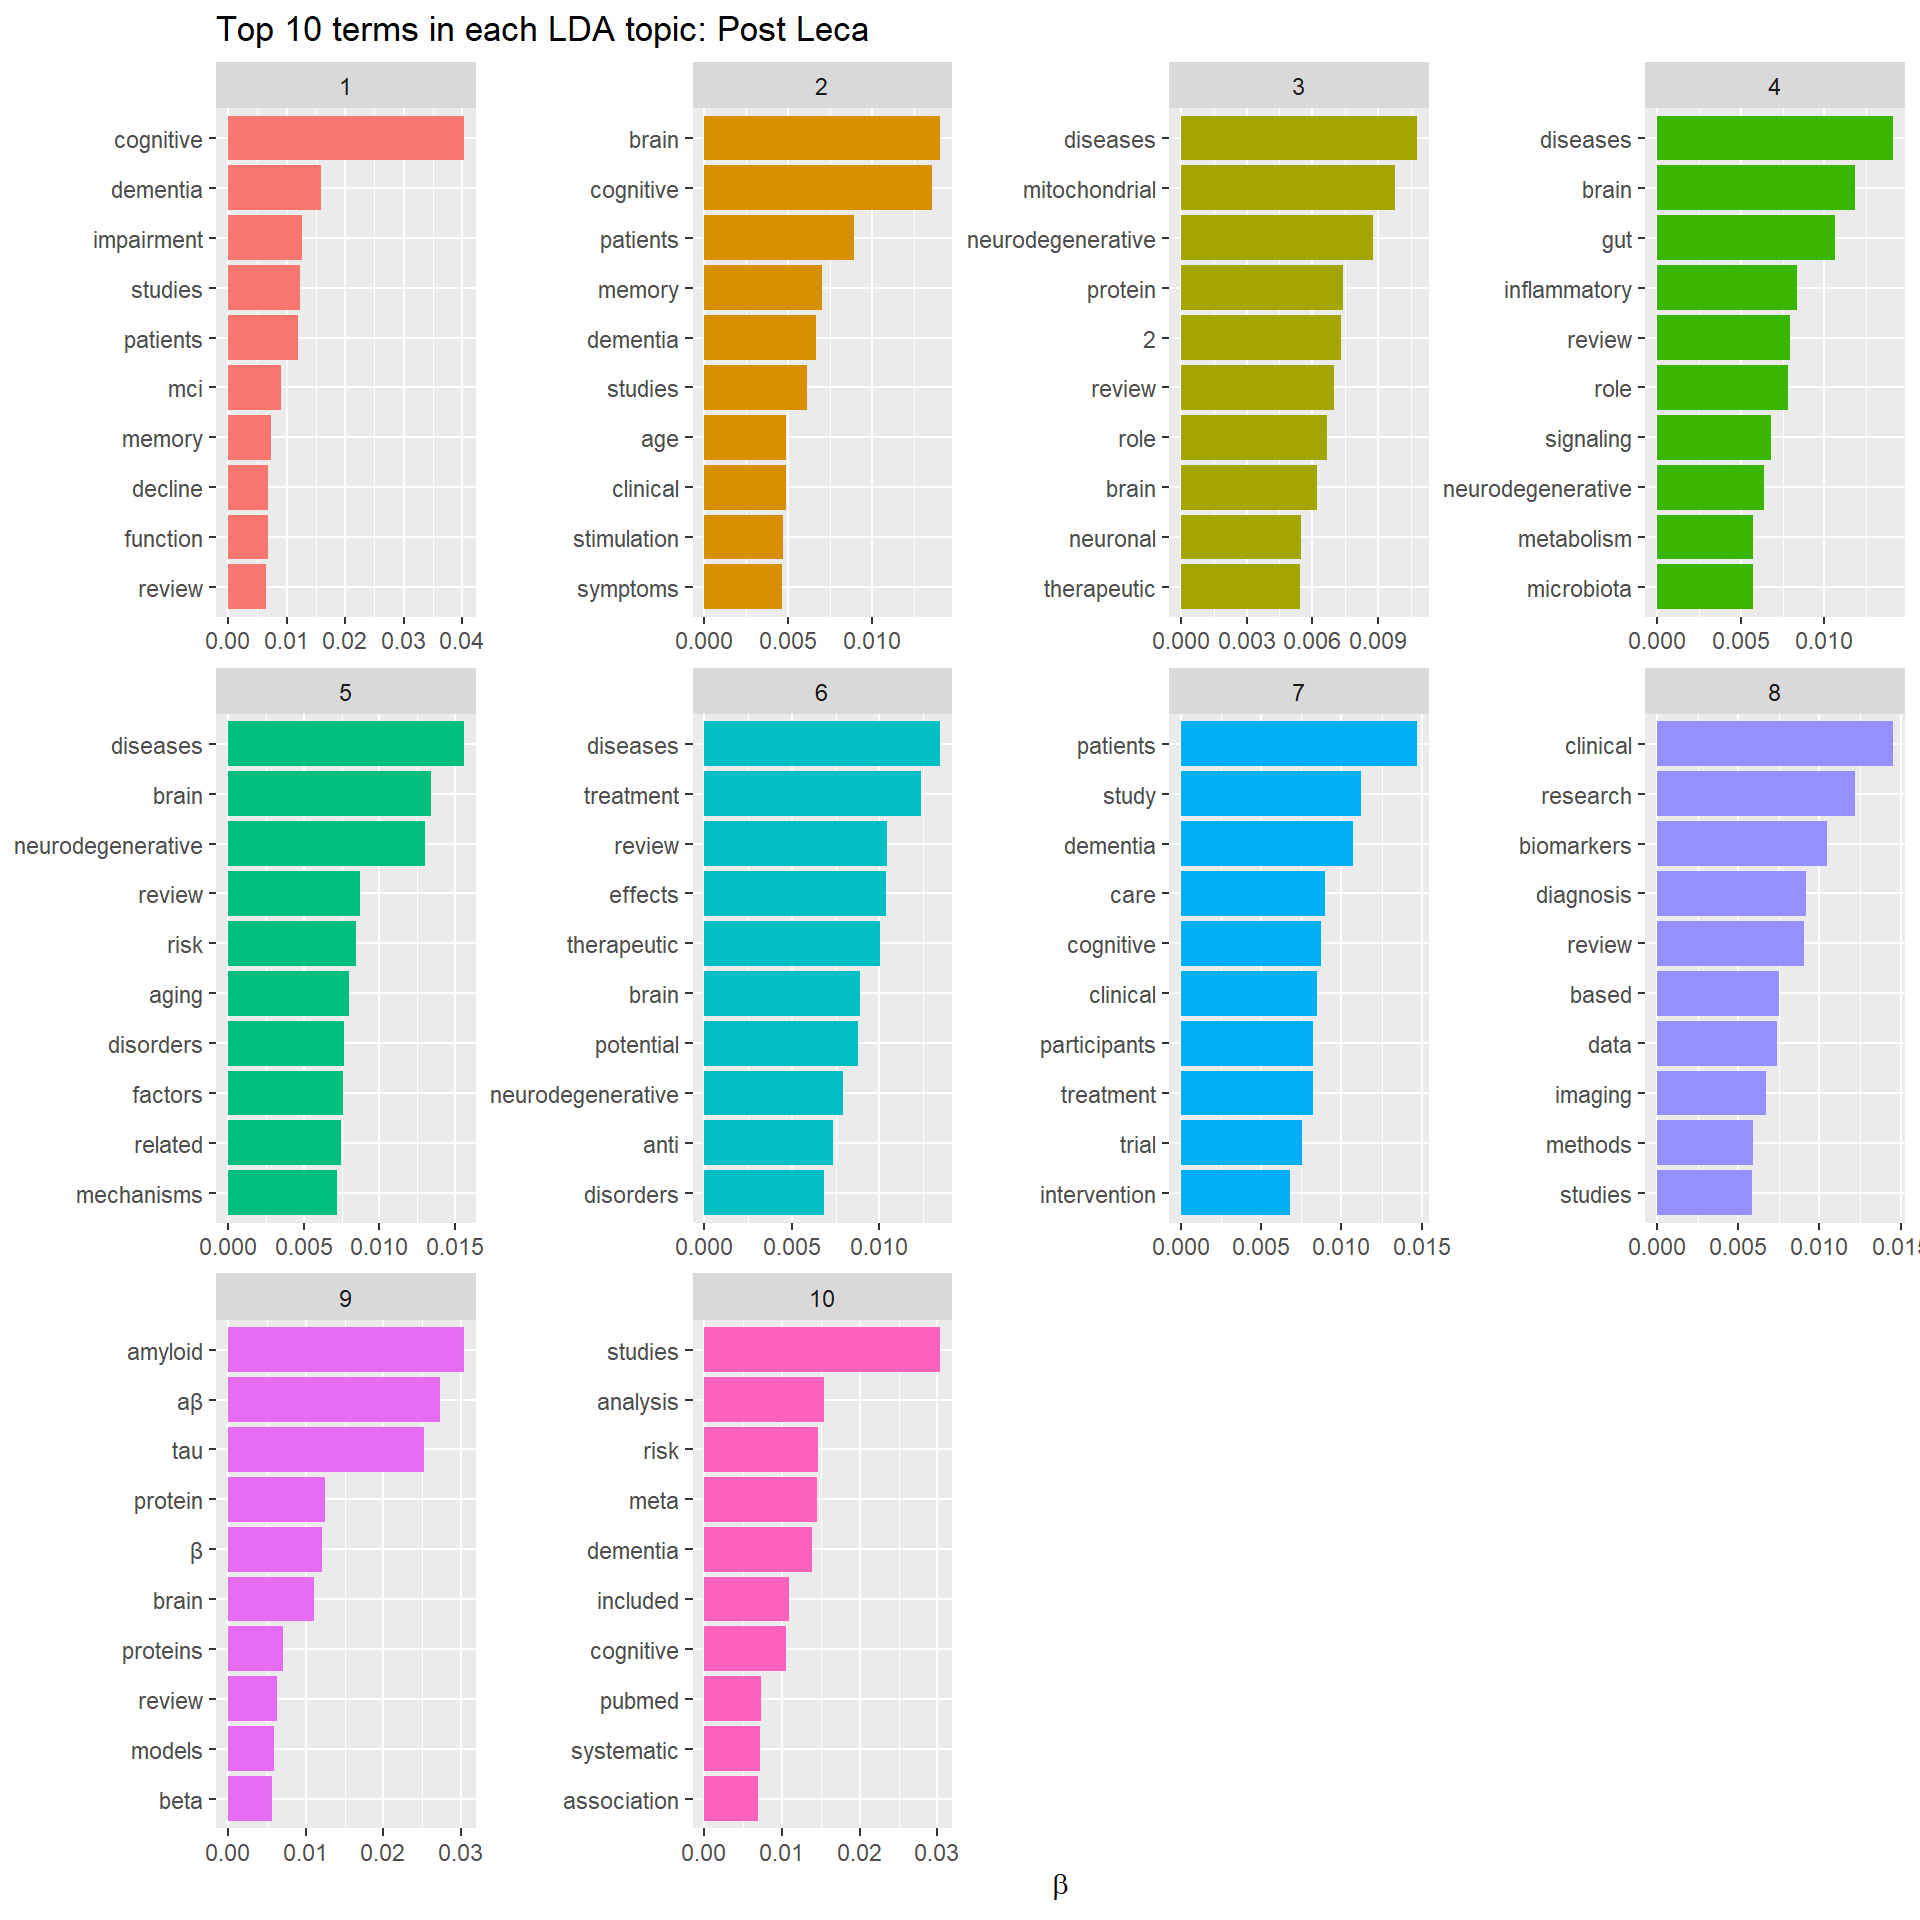 Top 10 terms in each LDA topic: Post Leca
1
cognitive
dementia
impairment
studies
patients
mci
memory
decline
function
review
0.00 0.01 0.02 0.03 0.04
2
brain
cognitive
patients
memory
dementia
studies
age
clinical
stimulation
symptoms
0.000 0.005 0.010
3
diseases
mitochondrial
neurodegenerative
protein
2
review
role
brain
neuronal
therapeutic
0.000 0.003 0.006 0.009
4
diseases
brain
gut
inflammatory
review
role
signaling
neurodegenerative
metabolism
microbiota
0.000 0.005 0.010
5
diseases
brain
neurodegenerative
review
risk
aging
disorders
factors
related
mechanisms
0.000 0.005 0.010 0.015
6
diseases
treatment
review
effects
therapeutic
brain
potential
neurodegenerative
anti
disorders
0.000 0.005 0.010
7
patients
study
dementia
care
cognitive
clinical
participants
treatment
trial
intervention
0.000 0.005 0.010 0.015
8
clinical
research
biomarkers
diagnosis
review
based
data
imaging
methods
studies
0.000 0.005 0.010
9
amyloid
aβ
tau
protein
β
brain
proteins
review
models
beta
0.00 0.01 0.02 0.03
10
studies
analysis
risk
meta
dementia
included
cognitive
pubmed
systematic
association
0.00 0.01 0.02 0.03
β